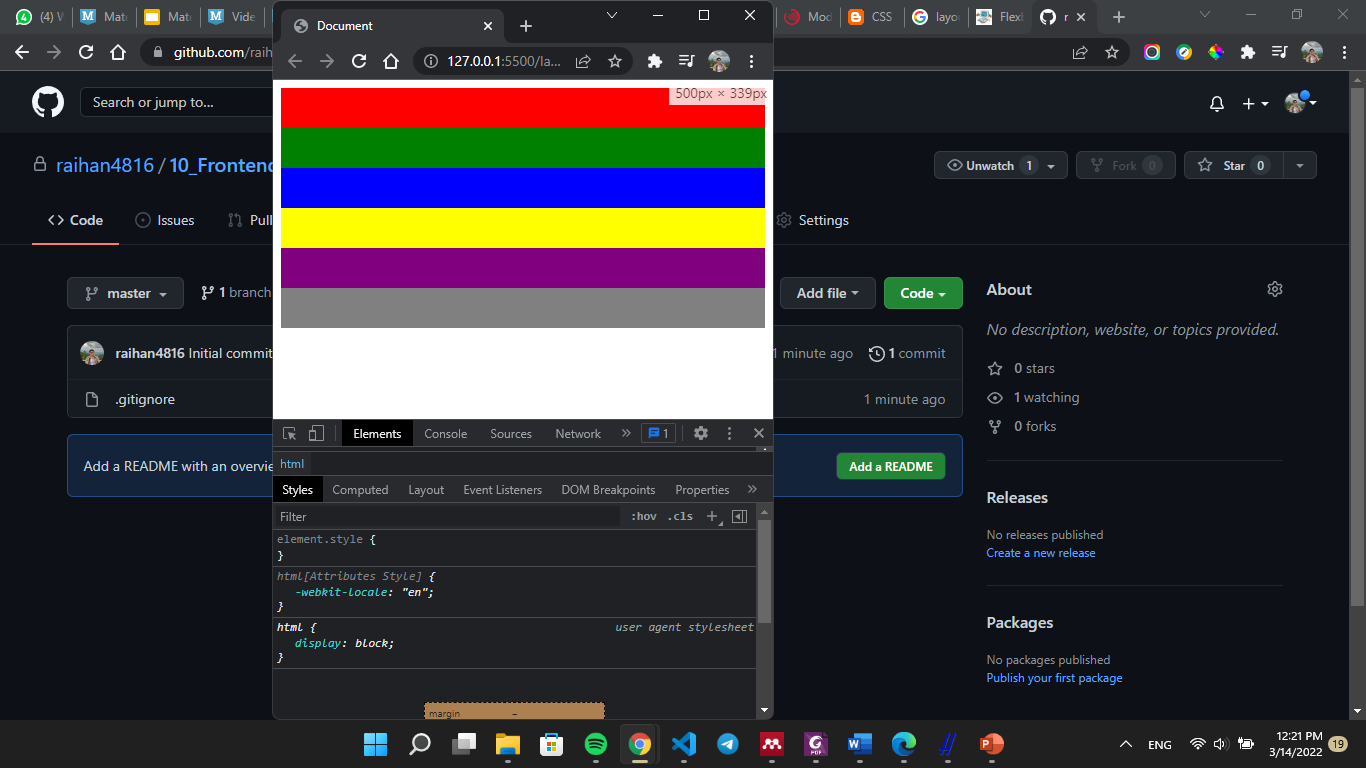 (4) W
Mate
Mate
Vide
Document
Mod
CSS
layo
Flexb
r
github.com/raih
127.0.0.1:5500/la...
500px × 339px
Search or jump to...
raihan4816 / 10_Frontend
Unwatch 1
Fork 0
Star 0
Code
Issues
Pull
Settings
master
1 branch
Add file
Code
About
No description, website, or topics provided.
raihan4816 Initial commit
1 minute ago
1 commit
0 stars
.gitignore
1 minute ago
1 watching
0 forks
Elements
Console
Sources
Network
1
Add a README with an overvie
Add a README
html
Styles
Computed
Layout
Event Listeners
DOM Breakpoints
Properties
Releases
Filter
:hov
.cls
No releases published
Create a new release
element.style {
}
html[Attributes Style] {
-webkit-locale: "en";
}
html {
user agent stylesheet
display: block;
}
Packages
No packages published
Publish your first package
margin
–
PDF
ENG
12:21 PM
3/14/2022
19